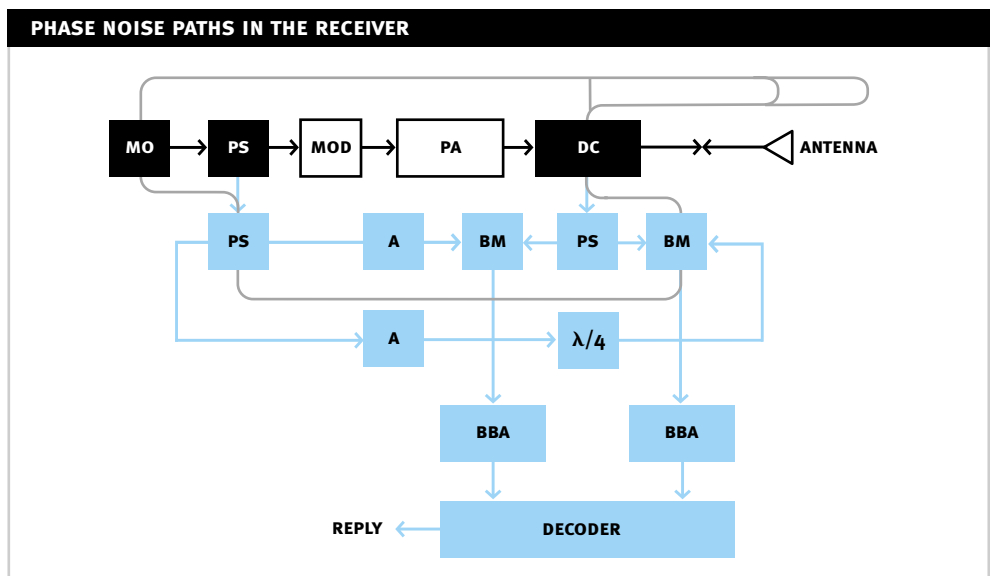 PHASE NOISE PATHS IN THE RECEIVER
MO PS MOD PA DC ANTENNA
PS A BM PS BM
A λ/4
BBA BBA
REPLY DECODER